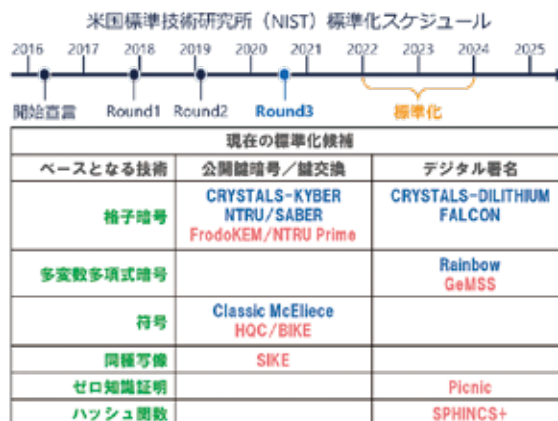 米国標準技術研究所（NIST）標準化スケジュール
2016 2017 2018 2019 2020 2021 2022 2023 2024 2025
開始宣言 Round1 Round2 Round3 標準化
現在の標準化候補
ベースとなる技術 公開鍵暗号／鍵交換 デジタル署名
格子暗号 CRYSTALS-KYBER CRYSTALS-DILITHIUM
NTRU/SABER FALCON
FrodoKEM/NTRU Prime
多変数多項式暗号 Rainbow
GeMSS
符号 Classic McEliece
HQC/BIKE
同種写像 SIKE
ゼロ知識証明 Picnic
ハッシュ関数 SPHINCS+